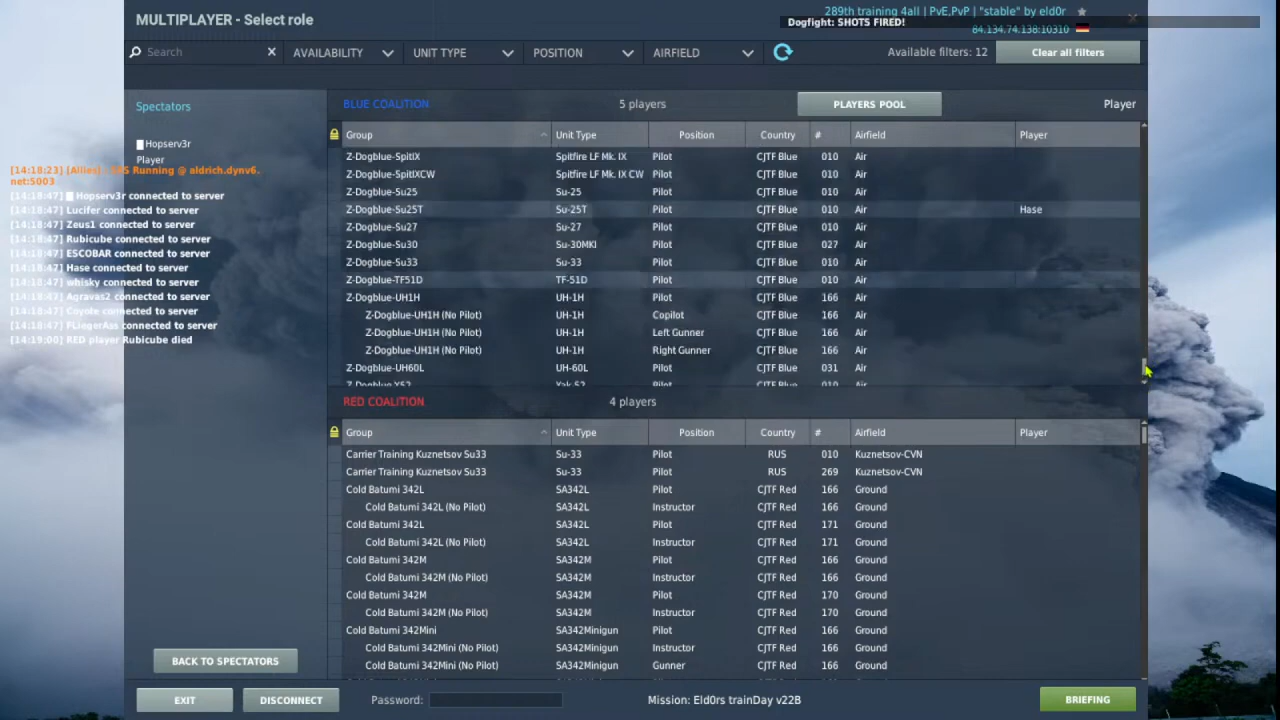 MULTIPLAYER - Select role
289th training 4all | PvE,PvP | "stable" by eld0r
Dogfight: SHOTS FIRED!
84.134.74.138:10310
Search
AVAILABILITY
UNIT TYPE
POSITION
AIRFIELD
Available filters: 12
Clear all filters
Spectators
Hopserv3r
Player
[14:18:23] [Allies] : SRS Running @ aldrich.dynv6.
net:5003
[14:18:47] Hopserv3r connected to server
[14:18:47] Lucifer connected to server
[14:18:47] Zeus1 connected to server
[14:18:47] Rubicube connected to server
[14:18:47] ESCOBAR connected to server
[14:18:47] Hase connected to server
[14:18:47] whisky connected to server
[14:18:47] Agravas2 connected to server
[14:18:47] Coyote connected to server
[14:18:47] FLiegerAss connected to server
[14:19:00] RED player Rubicube died
BLUE COALITION 5 players PLAYERS POOL Player
Group Unit Type Position Country # Airfield Player
Z-Dogblue-SpitIX Spitfire LF Mk. IX Pilot CJTF Blue 010 Air
Z-Dogblue-SpitIXCW Spitfire LF Mk. IX CW Pilot CJTF Blue 010 Air
Z-Dogblue-Su25 Su-25 Pilot CJTF Blue 010 Air
Z-Dogblue-Su25T Su-25T Pilot CJTF Blue 010 Air Hase
Z-Dogblue-Su27 Su-27 Pilot CJTF Blue 010 Air
Z-Dogblue-Su30 Su-30MKI Pilot CJTF Blue 027 Air
Z-Dogblue-Su33 Su-33 Pilot CJTF Blue 010 Air
Z-Dogblue-TF51D TF-51D Pilot CJTF Blue 010 Air
Z-Dogblue-UH1H UH-1H Pilot CJTF Blue 166 Air
Z-Dogblue-UH1H (No Pilot) UH-1H Copilot CJTF Blue 166 Air
Z-Dogblue-UH1H (No Pilot) UH-1H Left Gunner CJTF Blue 166 Air
Z-Dogblue-UH1H (No Pilot) UH-1H Right Gunner CJTF Blue 166 Air
Z-Dogblue-UH60L UH-60L Pilot CJTF Blue 031 Air
Z-Dogblue-Y52 Yak-52 Pilot CJTF Blue 010 Air
RED COALITION 4 players
Group Unit Type Position Country # Airfield Player
Carrier Training Kuznetsov Su33 Su-33 Pilot RUS 010 Kuznetsov-CVN
Carrier Training Kuznetsov Su33 Su-33 Pilot RUS 269 Kuznetsov-CVN
Cold Batumi 342L SA342L Pilot CJTF Red 166 Ground
Cold Batumi 342L (No Pilot) SA342L Instructor CJTF Red 166 Ground
Cold Batumi 342L SA342L Pilot CJTF Red 171 Ground
Cold Batumi 342L (No Pilot) SA342L Instructor CJTF Red 171 Ground
Cold Batumi 342M SA342M Pilot CJTF Red 166 Ground
Cold Batumi 342M (No Pilot) SA342M Instructor CJTF Red 166 Ground
Cold Batumi 342M SA342M Pilot CJTF Red 170 Ground
Cold Batumi 342M (No Pilot) SA342M Instructor CJTF Red 170 Ground
Cold Batumi 342Mini SA342Minigun Pilot CJTF Red 166 Ground
Cold Batumi 342Mini (No Pilot) SA342Minigun Instructor CJTF Red 166 Ground
Cold Batumi 342Mini (No Pilot) SA342Minigun Gunner CJTF Red 166 Ground
BACK TO SPECTATORS
EXIT
DISCONNECT
Password:
Mission: Eld0rs trainDay v22B
BRIEFING